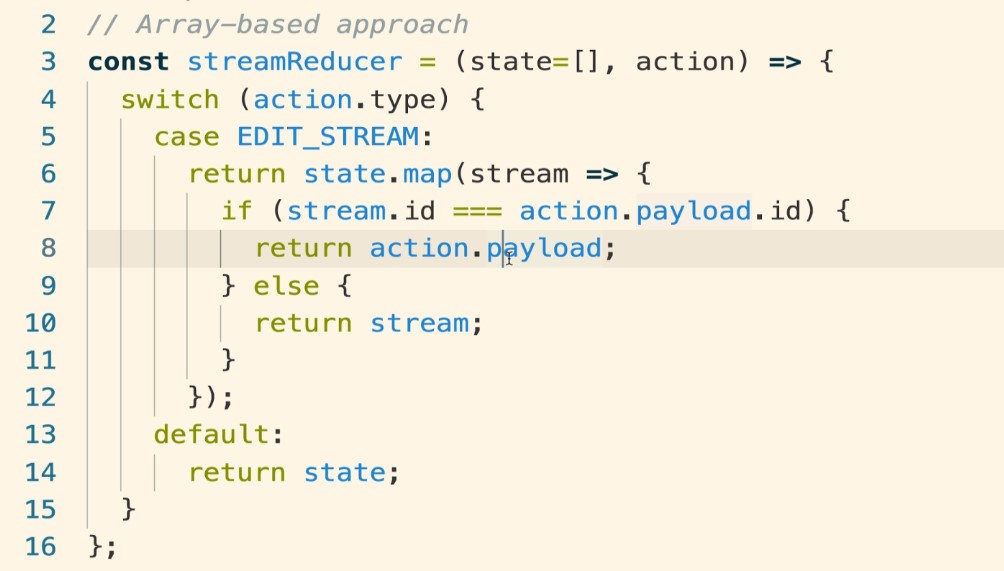 2 // Array-based approach
3 const streamReducer = (state=[], action) => {
4   switch (action.type) {
5     case EDIT_STREAM:
6       return state.map(stream => {
7         if (stream.id === action.payload.id) {
8           return action.payload;
9         } else {
10           return stream;
11         }
12       });
13     default:
14       return state;
15   }
16 };